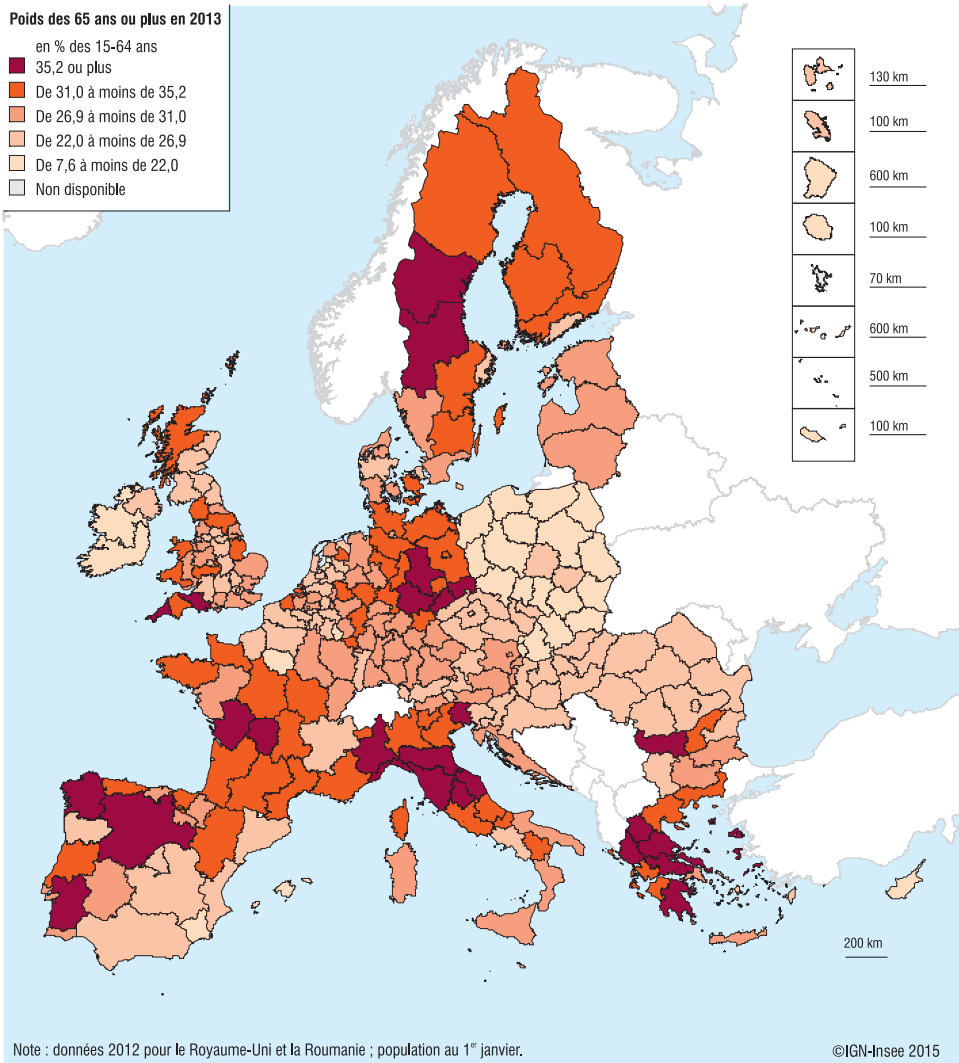 Poids des 65 ans ou plus en 2013
en % des 15-64 ans
35,2 ou plus
De 31,0 à moins de 35,2
De 26,9 à moins de 31,0
De 22,0 à moins de 26,9
De 7,6 à moins de 22,0
Non disponible
130 km
100 km
600 km
100 km
70 km
600 km
500 km
100 km
200 km
Note : données 2012 pour le Royaume-Uni et la Roumanie ; population au 1er janvier.
©IGN-Insee 2015